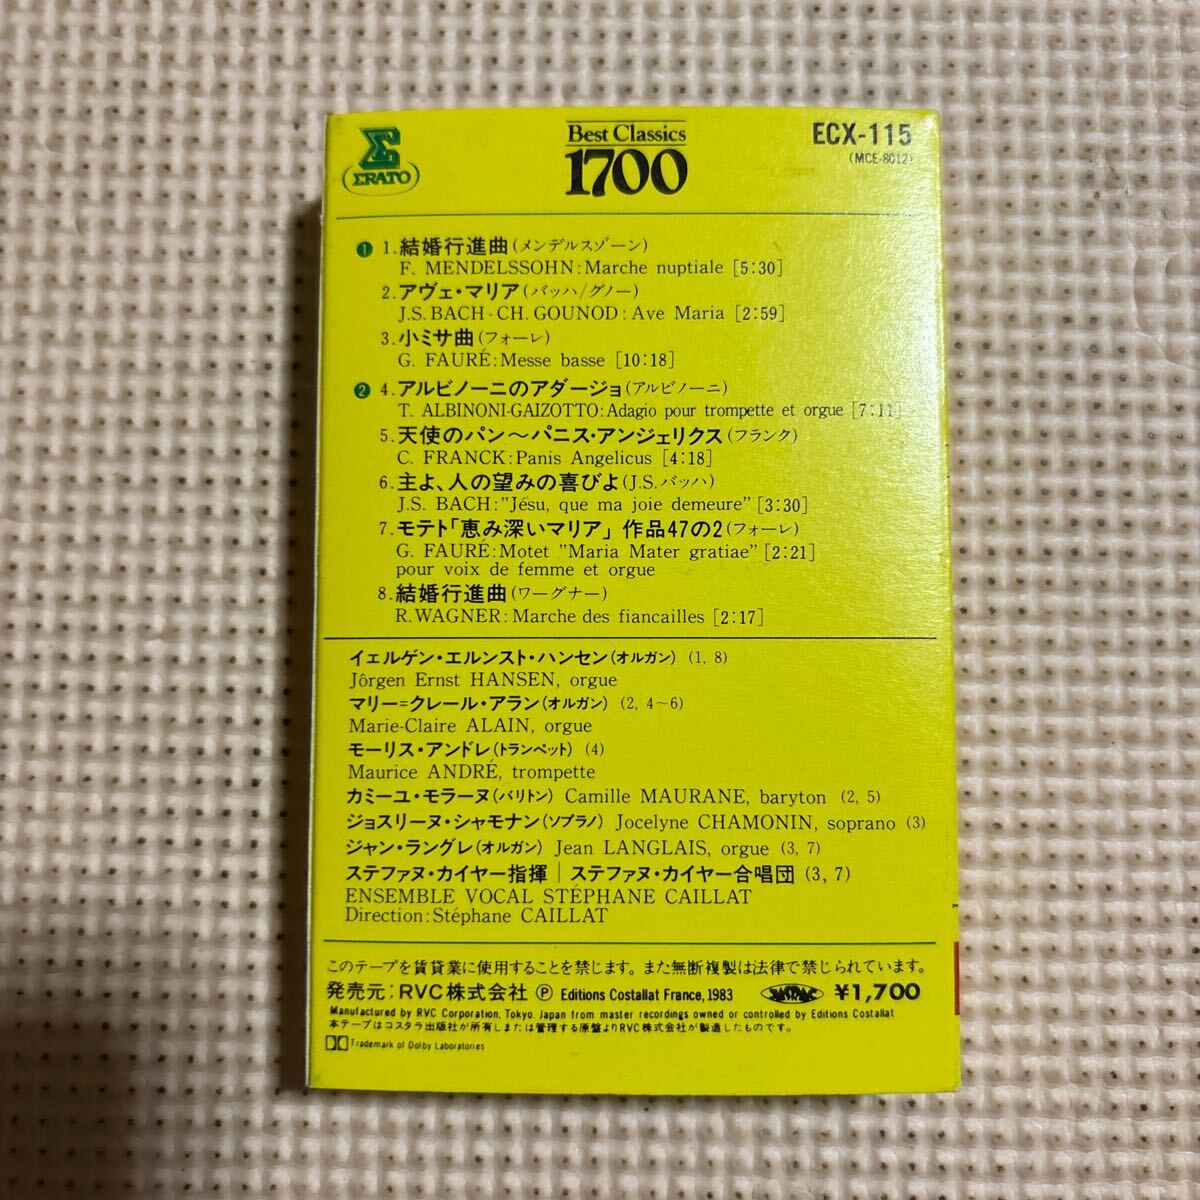 Σ
ΣRATO
Best Classics
1700
ECX-115
(MCE-8012)
❶ 1.結婚行進曲(メンデルスゾーン)
F. MENDELSSOHN:Marche nuptiale [5:30]
2.アヴェ・マリア(バッハ/グノー)
J.S.BACH-CH. GOUNOD: Ave Maria [2:59]
3.小ミサ曲(フォーレ)
G. FAURÉ:Messe basse [10:18]
❷ 4.アルビノーニのアダージョ(アルビノーニ)
T. ALBINONI-GAIZOTTO:Adagio pour trompette et orgue [7:11]
5.天使のパン〜パニス・アンジェリクス(フランク)
C. FRANCK:Panis Angelicus [4:18]
6.主よ、人の望みの喜びよ(J.S.バッハ)
J.S. BACH:"Jésu, que ma joie demeure" [3:30]
7.モテト「恵み深いマリア」作品47の2(フォーレ)
G. FAURÉ:Motet "Maria Mater gratiae" [2:21]
pour voix de femme et orgue
8.結婚行進曲(ワーグナー)
R.WAGNER:Marche des fiancailles [2:17]
イェルゲン・エルンスト・ハンセン(オルガン) (1, 8)
Jôrgen Ernst HANSEN, orgue
マリー=クレール・アラン(オルガン) (2, 4〜6)
Marie-Claire ALAIN, orgue
モーリス・アンドレ(トランペット) (4)
Maurice ANDRÉ, trompette
カミーユ・モラーヌ(バリトン) Camille MAURANE, baryton (2, 5)
ジョスリーヌ・シャモナン(ソプラノ) Jocelyne CHAMONIN, soprano (3)
ジャン・ラングレ(オルガン) Jean LANGLAIS, orgue (3, 7)
ステファヌ・カイヤー指揮|ステファヌ・カイヤー合唱団 (3, 7)
ENSEMBLE VOCAL STÉPHANE CAILLAT
Direction:Stéphane CAILLAT
このテープを賃貸業に使用することを禁じます。また無断複製は法律で禁じられています。
発売元:RVC株式会社 Ⓟ Editions Costallat France, 1983 ¥1,700
Manufactured by RVC Corporation, Tokyo, Japan from master recordings owned or controlled by Editions Costallat
本テープはコスタラ出版社が所有しまたは管理する原盤よりRVC株式会社が製造したものです。
Trademark of Dolby Laboratories